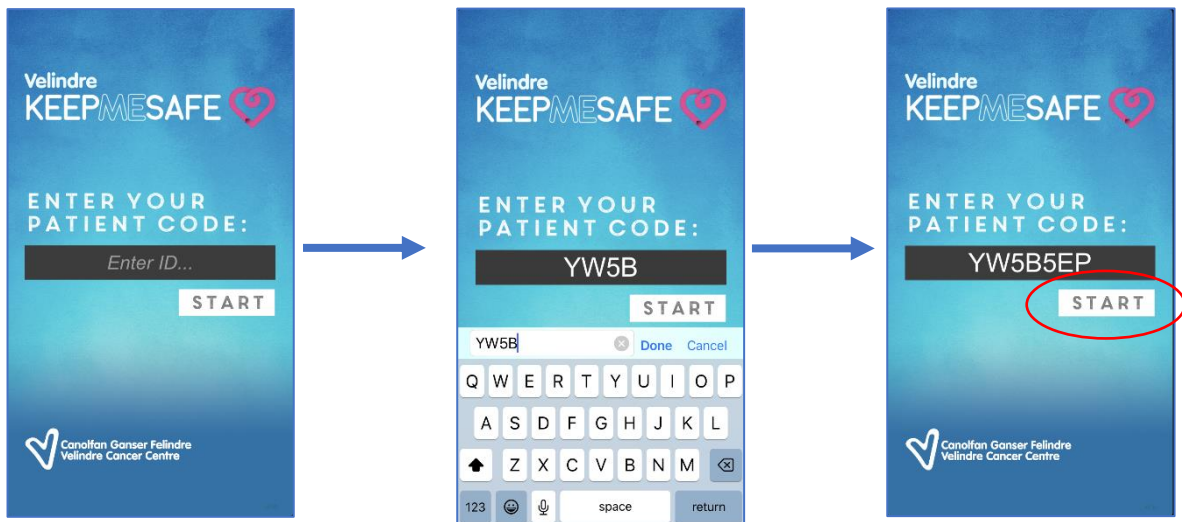 Velindre
KEEPMESAFE
ENTER YOUR
PATIENT CODE:
Enter ID...
START
Canolfan Ganser Felindre
Velindre Cancer Centre
Velindre
KEEPMESAFE
ENTER YOUR
PATIENT CODE:
YW5B
START
YW5B Done Cancel
Q W E R T Y U I O P
A S D F G H J K L
Z X C V B N M
123 space return
Velindre
KEEPMESAFE
ENTER YOUR
PATIENT CODE:
YW5B5EP
START
Canolfan Ganser Felindre
Velindre Cancer Centre